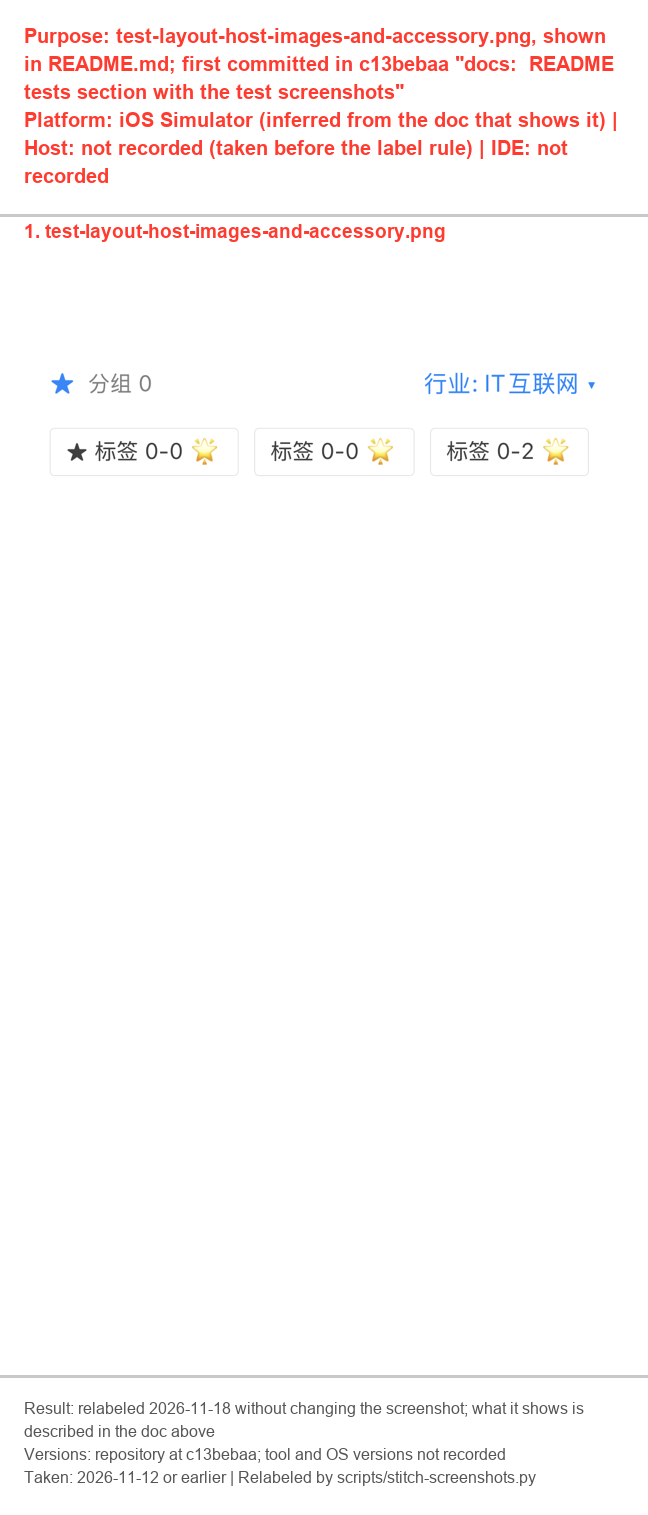 Purpose: test-layout-host-images-and-accessory.png, shown
in README.md; first committed in c13bebaa "docs:  README
tests section with the test screenshots"
Platform: iOS Simulator (inferred from the doc that shows it) |
Host: not recorded (taken before the label rule) | IDE: not
recorded
1. test-layout-host-images-and-accessory.png
★ 分组 0 行业: IT互联网 ▾
★ 标签 0-0 🌟 标签 0-0 🌟 标签 0-2 🌟
Result: relabeled 2026-11-18 without changing the screenshot; what it shows is
described in the doc above
Versions: repository at c13bebaa; tool and OS versions not recorded
Taken: 2026-11-12 or earlier | Relabeled by scripts/stitch-screenshots.py